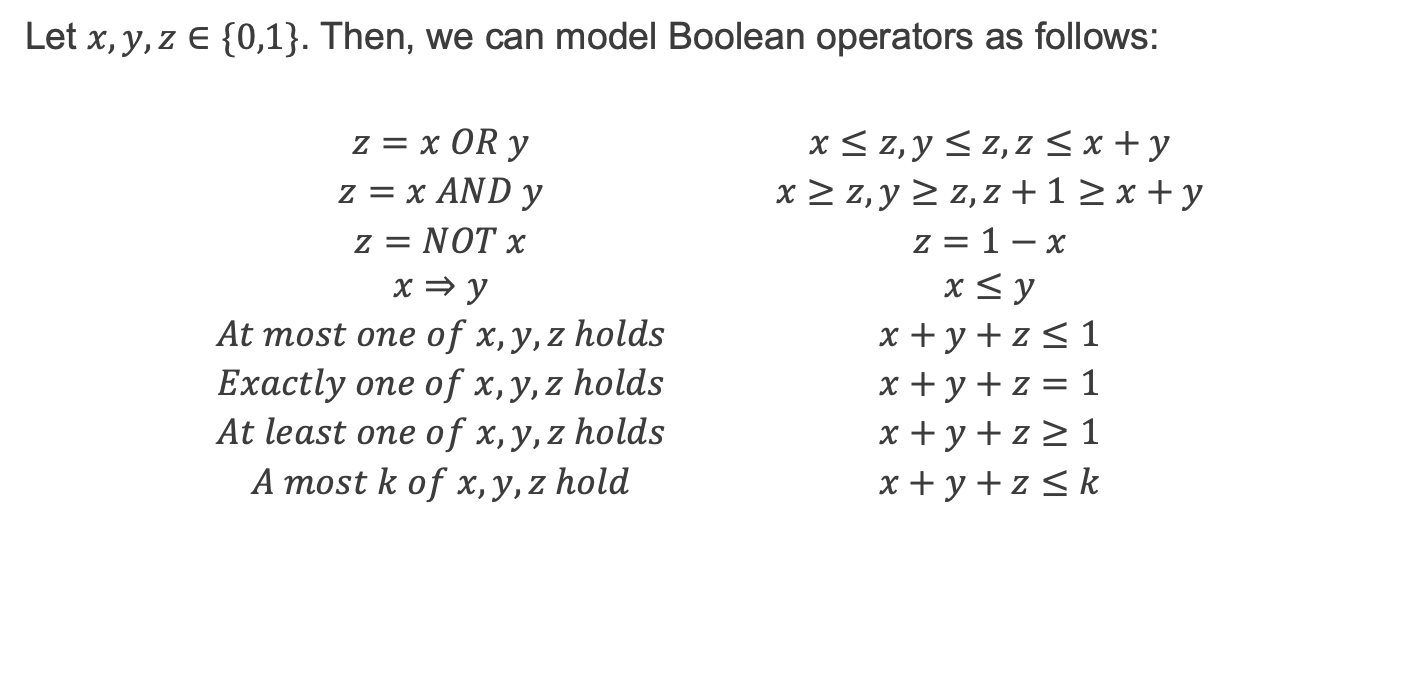 Let x, y, z ∈ {0,1}. Then, we can model Boolean operators as follows:
z = x OR y x ≤ z, y ≤ z, z ≤ x + y
z = x AND y x ≥ z, y ≥ z, z + 1 ≥ x + y
z = NOT x z = 1 − x
x ⇒ y x ≤ y
At most one of x, y, z holds x + y + z ≤ 1
Exactly one of x, y, z holds x + y + z = 1
At least one of x, y, z holds x + y + z ≥ 1
A most k of x, y, z hold x + y + z ≤ k